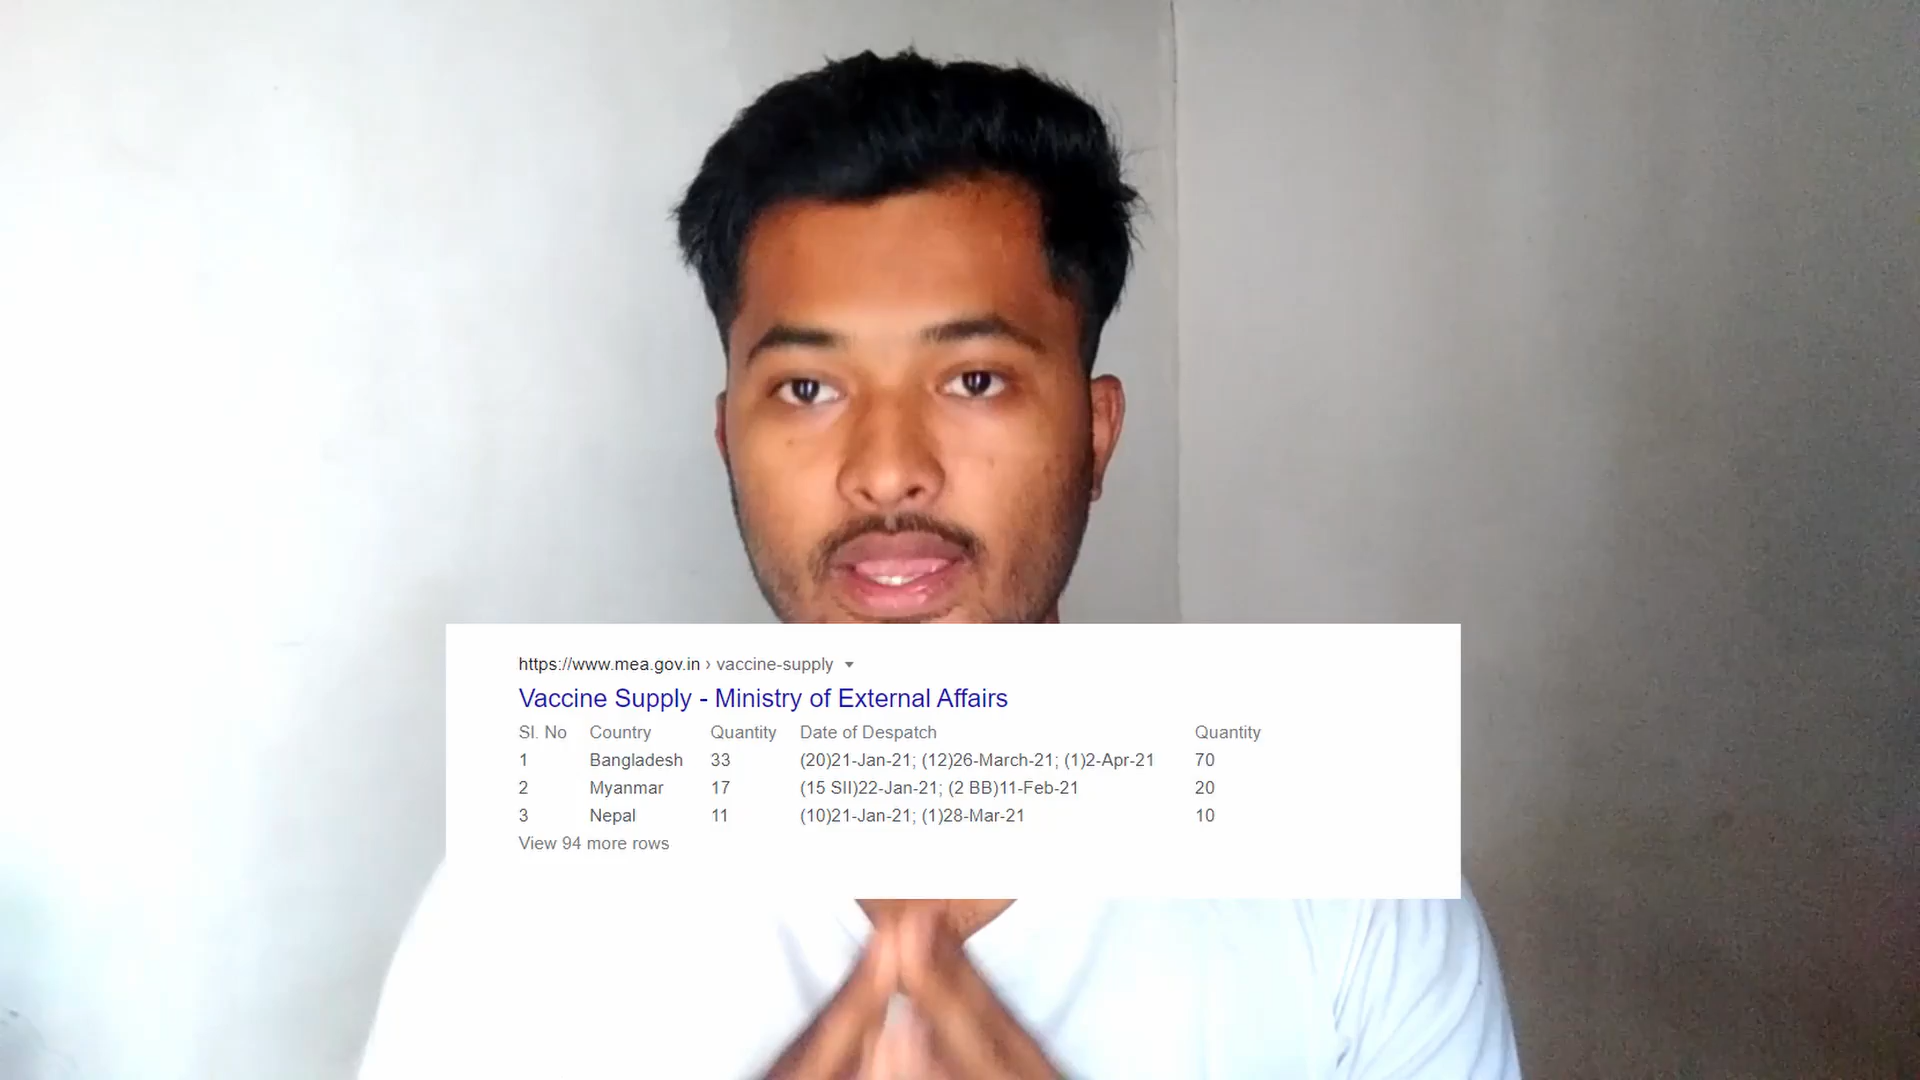 https://www.mea.gov.in › vaccine-supply
Vaccine Supply - Ministry of External Affairs
Sl. No Country Quantity Date of Despatch Quantity
1 Bangladesh 33 (20)21-Jan-21; (12)26-March-21; (1)2-Apr-21 70
2 Myanmar 17 (15 SII)22-Jan-21; (2 BB)11-Feb-21 20
3 Nepal 11 (10)21-Jan-21; (1)28-Mar-21 10
View 94 more rows